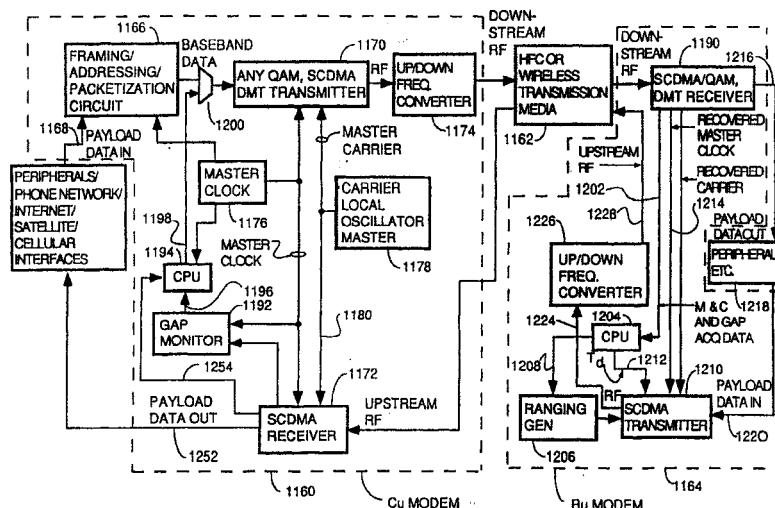 1166
FRAMING/
ADDRESSING/
PACKETIZATION
CIRCUIT
BASEBAND
DATA
1200
1170
ANY QAM, SCDMA
DMT TRANSMITTER
RF
UP/DOWN
FREQ.
CONVERTER
1174
DOWN-
STREAM
RF
HFC OR
WIRELESS
TRANSMISSION
MEDIA
1162
DOWN-
STREAM
RF
1190
SCDMA/QAM,
DMT RECEIVER
1216
1168
PAYLOAD
DATA IN
PERIPHERALS/
PHONE NETWORK/
INTERNET/
SATELLITE/
CELLULAR
INTERFACES
MASTER
CLOCK
1176
MASTER
CARRIER
CARRIER
LOCAL
OSCILLATOR
MASTER
1178
1198
1194
CPU
MASTER
CLOCK
1196
1192
GAP
MONITOR
1180
1254
1172
SCDMA
RECEIVER
PAYLOAD
DATA OUT
1252
UPSTREAM
RF
1160
CU MODEM
RECOVERED
MASTER
CLOCK
RECOVERED
CARRIER
1202
1214
UPSTREAM
RF
1228
1226
UP/DOWN
FREQ.
CONVERTER
PAYLOAD
DATA OUT
PERIPHERAL
ETC.
1218
M & C
AND GAP
ACQ DATA
1224
1204
CPU
Td
1212
1208
RANGING
GEN
1206
RF
1210
SCDMA
TRANSMITTER
PAYLOAD
DATA IN
1220
1164
RU MODEM